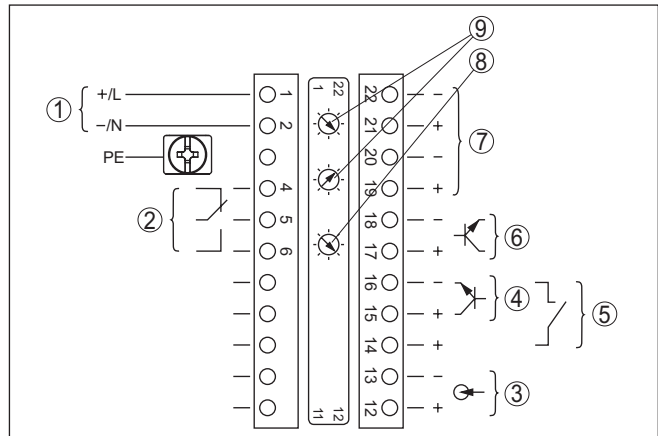 ⑨
⑧
① +/L 1 1 22 22 −
−/N 2 21 + ⑦
PE 20 −
4 19 +
② 5 18 − ⑥
6 17 +
16 − ④
15 + ⑤
14 +
13 − ③
11 12 12 +